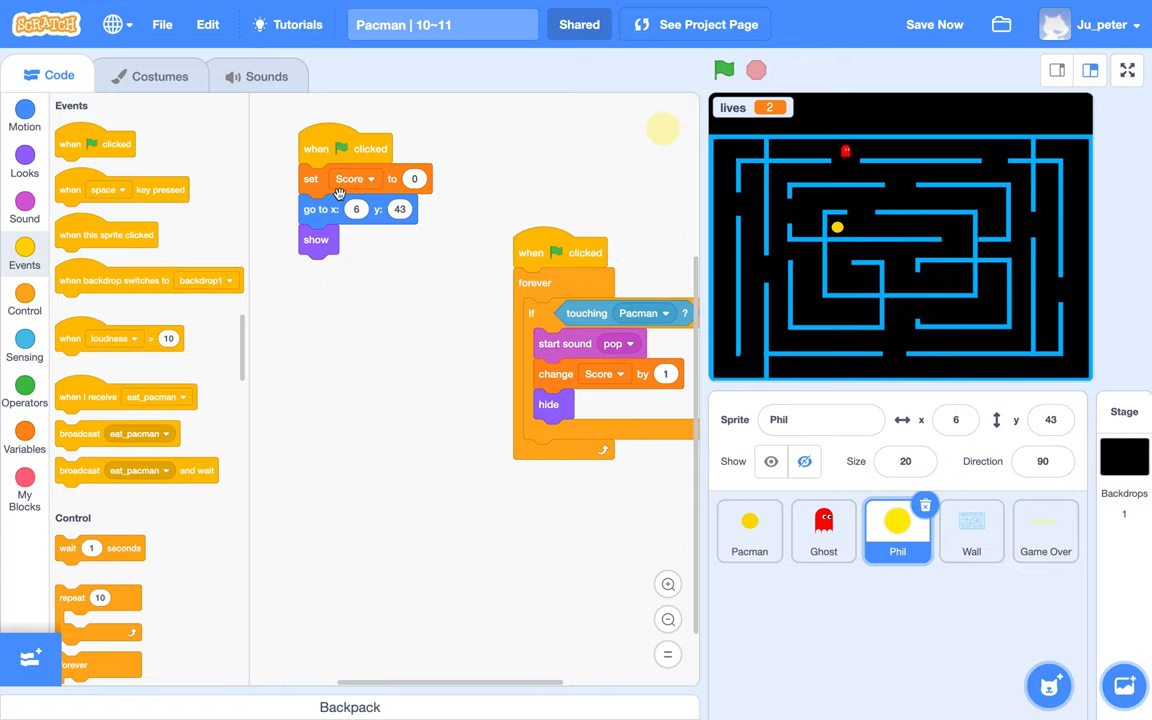 SCRATCH
File
Edit
Tutorials
Pacman | 10~11
Shared
See Project Page
Save Now
Ju_peter
Code
Costumes
Sounds
Motion
Looks
Sound
Events
Control
Sensing
Operators
Variables
My
Blocks
Events
when clicked
when space key pressed
when this sprite clicked
when backdrop switches to backdrop1
when loudness > 10
when I receive eat_pacman
broadcast eat_pacman
broadcast eat_pacman and wait
Control
wait 1 seconds
repeat 10
forever
when clicked
set Score to 0
go to x: 6 y: 43
show
when clicked
forever
if touching Pacman ?
start sound pop
change Score by 1
hide
lives 2
Sprite Phil x 6 y 43
Show Size 20 Direction 90
Pacman
Ghost
Phil
Wall
Game Over
Stage
Backdrops
1
Backpack